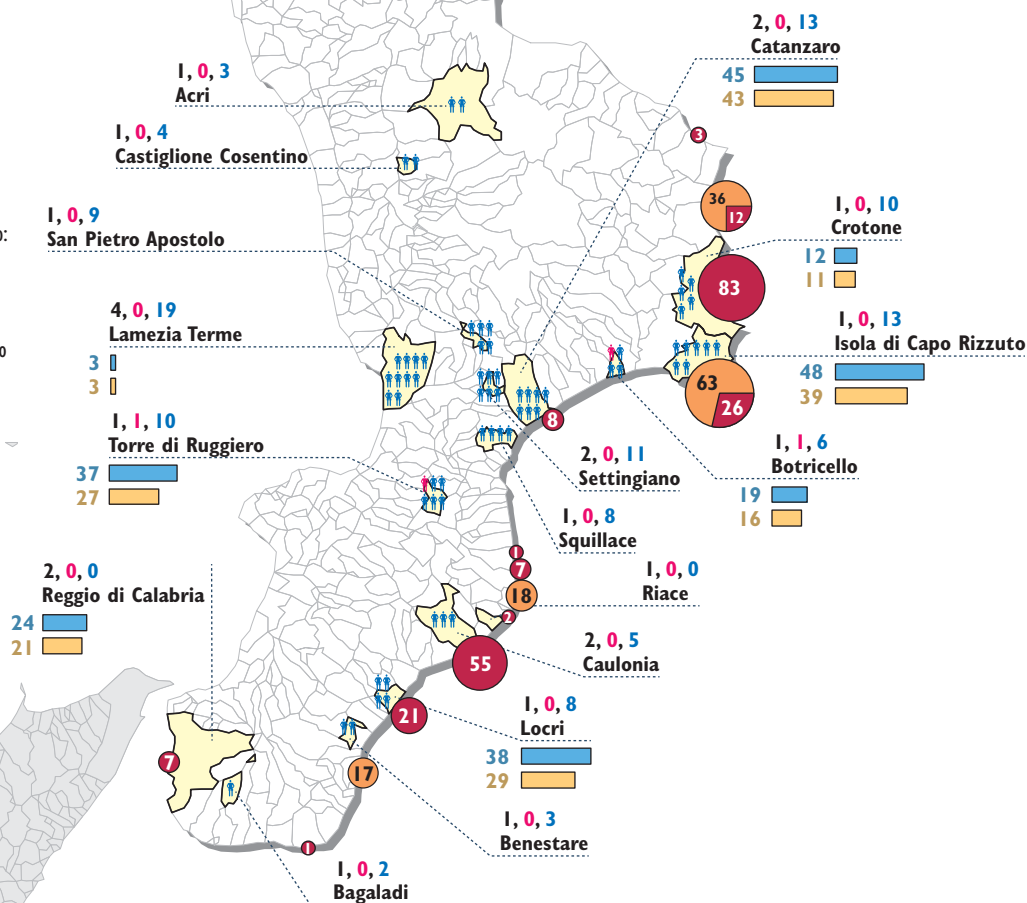 2, 0, 13
Catanzaro
45
43
1, 0, 3
Acri
1, 0, 4
Castiglione Cosentino
3
36
12
1, 0, 9
San Pietro Apostolo
o:
1, 0, 10
Crotone
12
11
83
4, 0, 19
Lamezia Terme
3
3
o
1, 0, 13
Isola di Capo Rizzuto
48
39
63
26
8
1, 1, 10
Torre di Ruggiero
37
27
2, 0, 11
Settingiano
1, 1, 6
Botricello
19
16
1, 0, 8
Squillace
1
7
18
2
1, 0, 0
Riace
2, 0, 0
Reggio di Calabria
24
21
2, 0, 5
Caulonia
55
21
1, 0, 8
Locri
38
29
7
17
1, 0, 3
Benestare
1
1, 0, 2
Bagaladi